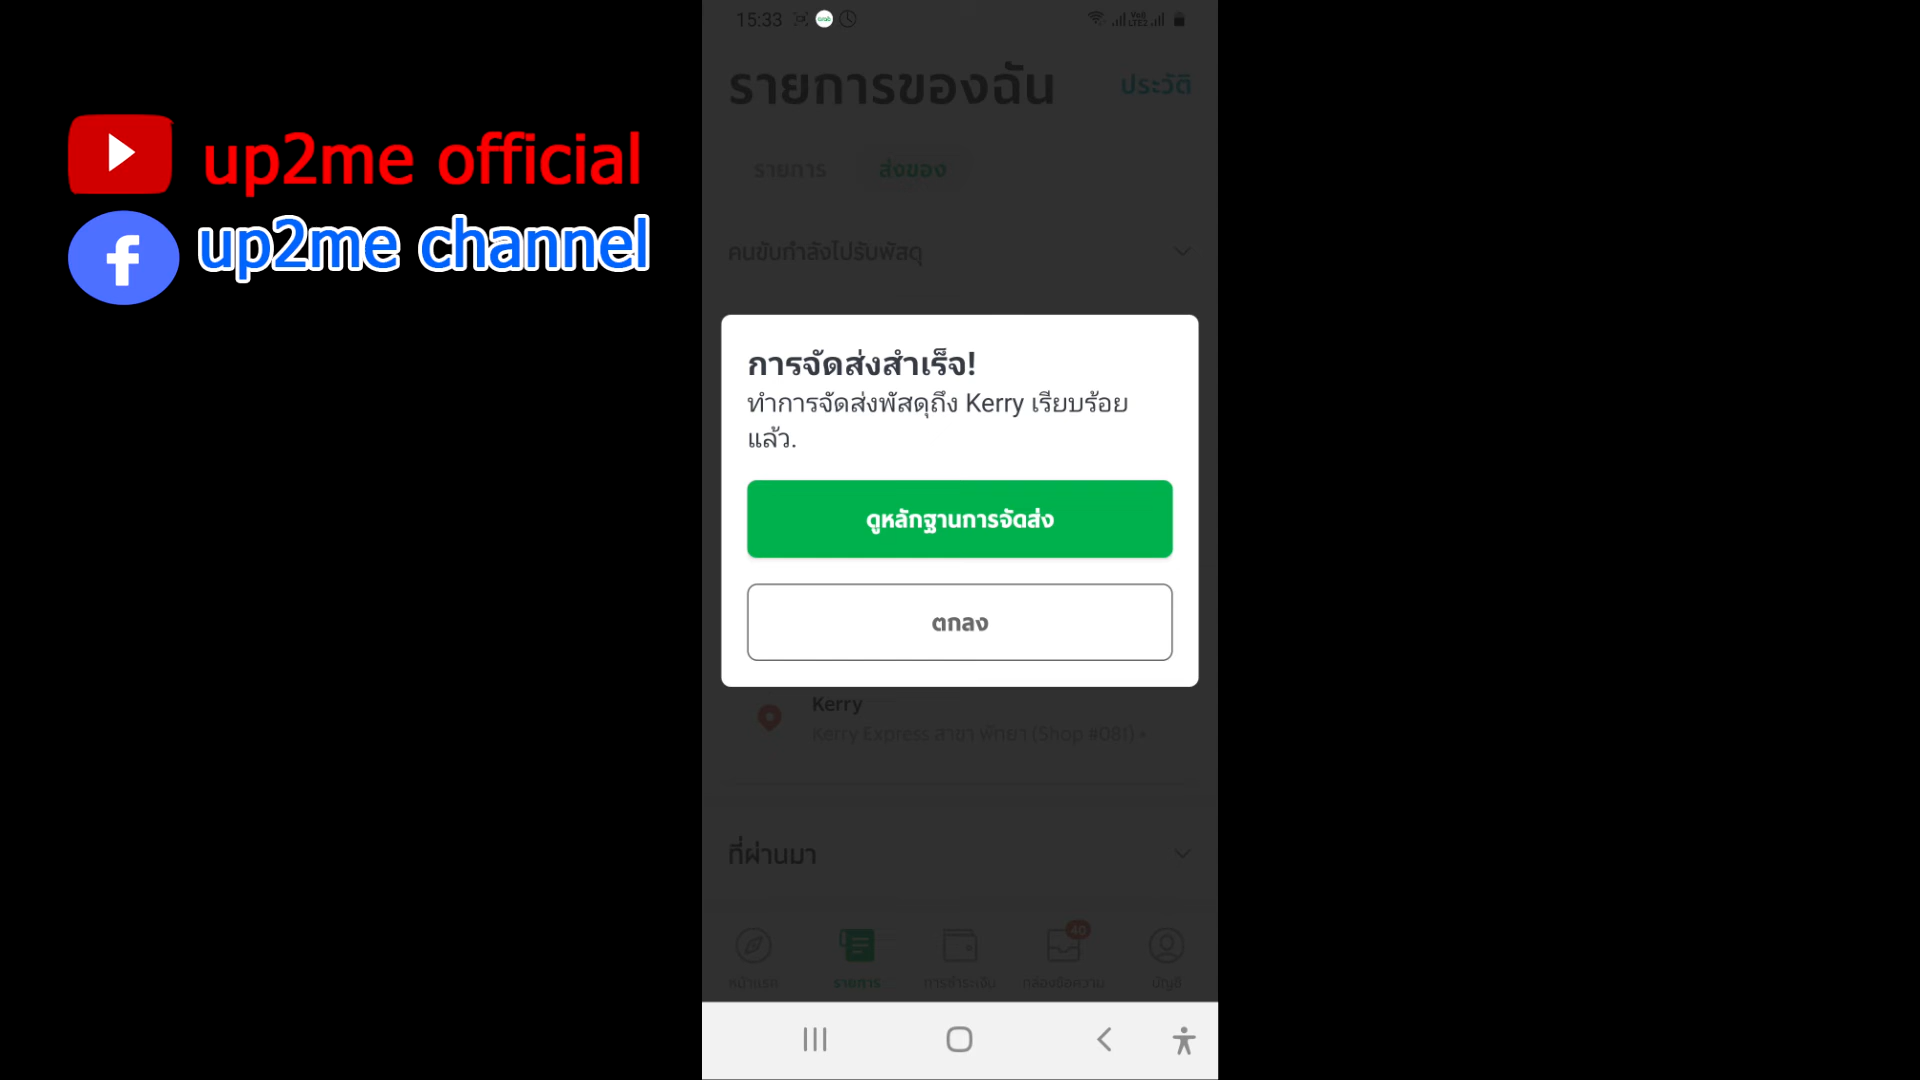 up2me official
up2me channel
15:33
รายการของฉัน
ประวัติ
รายการ
ส่งของ
คนขับกำลังไปรับพัสดุ
การจัดส่งสำเร็จ!
ทำการจัดส่งพัสดุถึง Kerry เรียบร้อย
แล้ว.
ดูหลักฐานการจัดส่ง
ตกลง
Kerry
Kerry Express สาขา พัทยา (Shop #081) •
ที่ผ่านมา
40
หน้าแรก
รายการ
การชำระเงิน
กล่องข้อความ
บัญชี